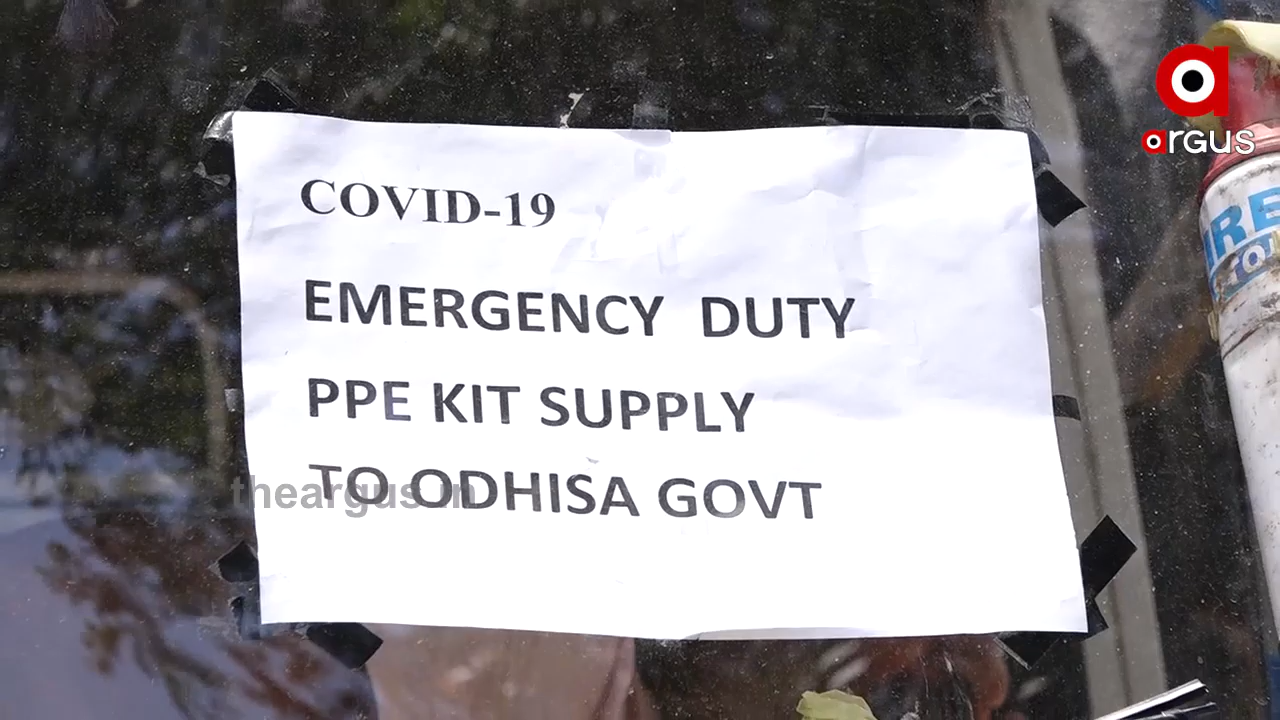 argus
COVID-19
EMERGENCY DUTY
PPE KIT SUPPLY
TO ODHISA GOVT
theargus.in